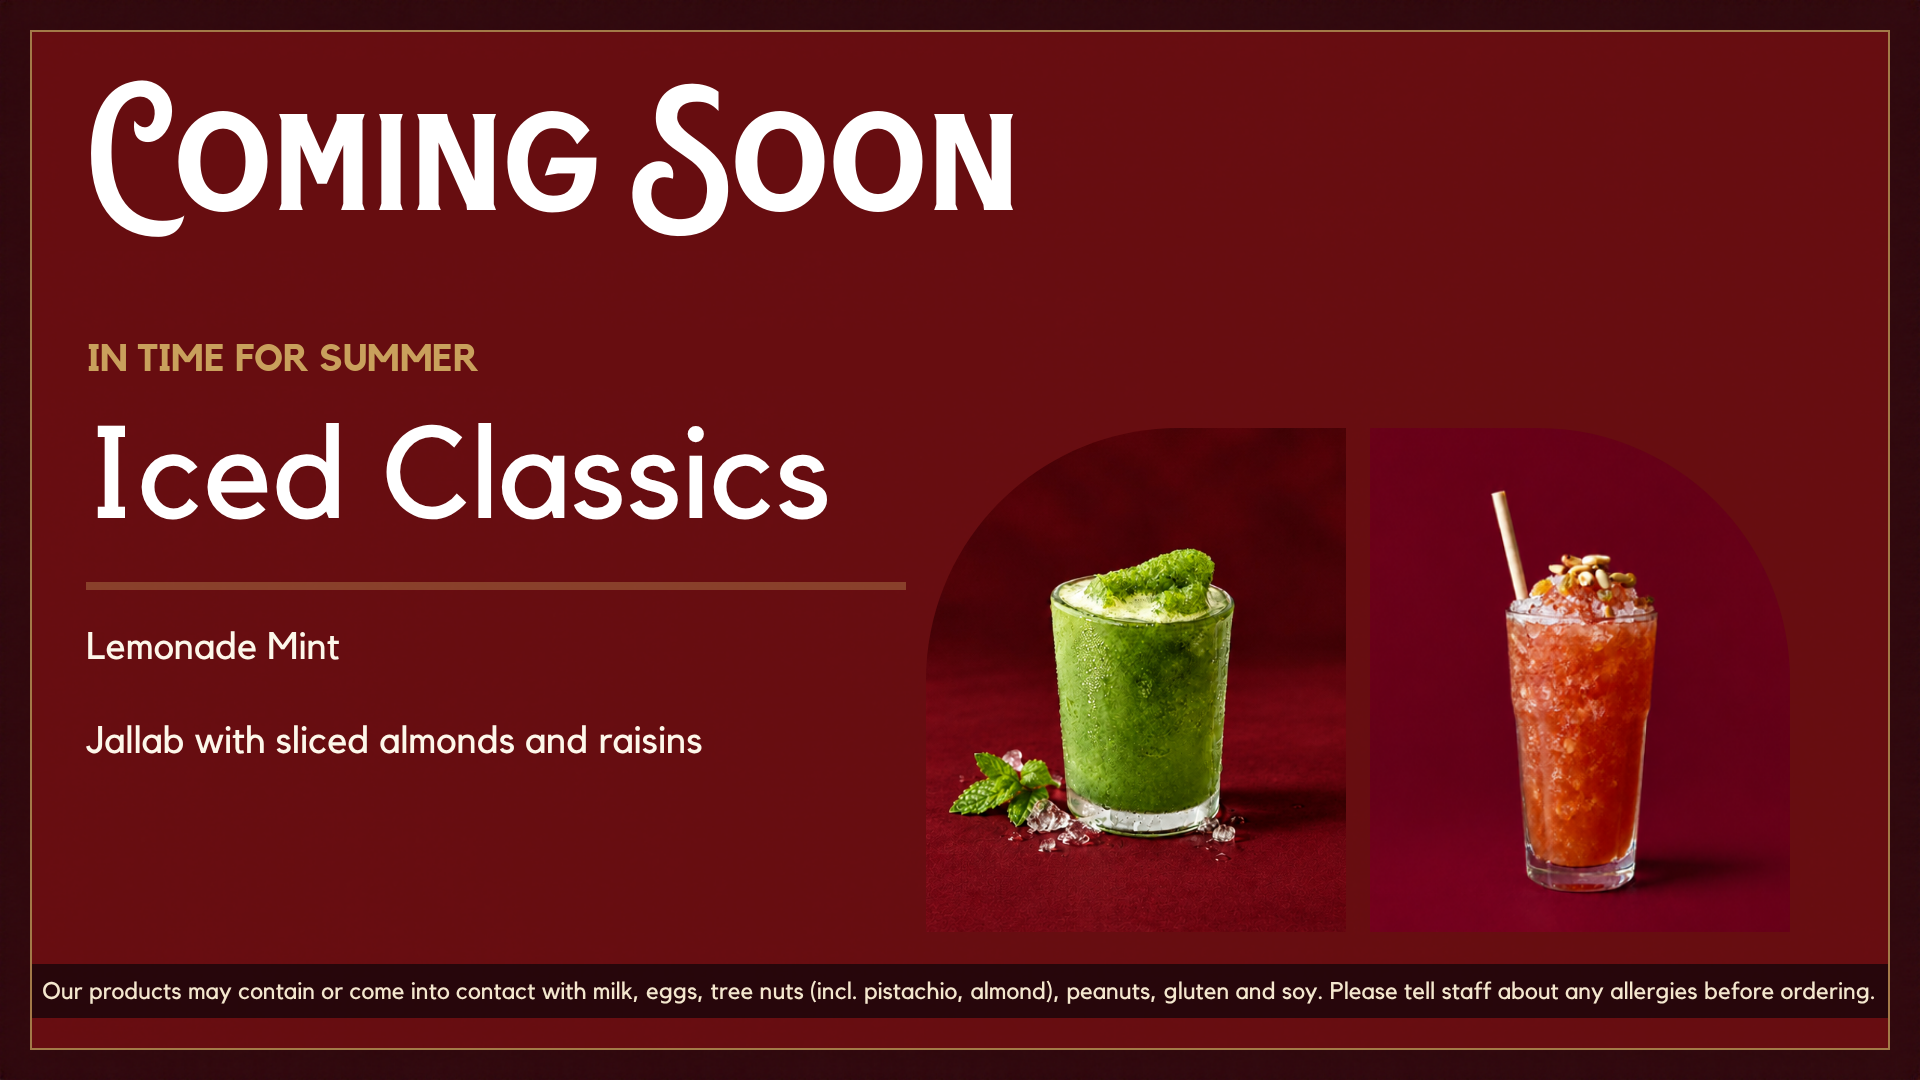 Coming Soon
IN TIME FOR SUMMER
Iced Classics
Lemonade Mint
Jallab with sliced almonds and raisins
Our products may contain or come into contact with milk, eggs, tree nuts (incl. pistachio, almond), peanuts, gluten and soy. Please tell staff about any allergies before ordering.